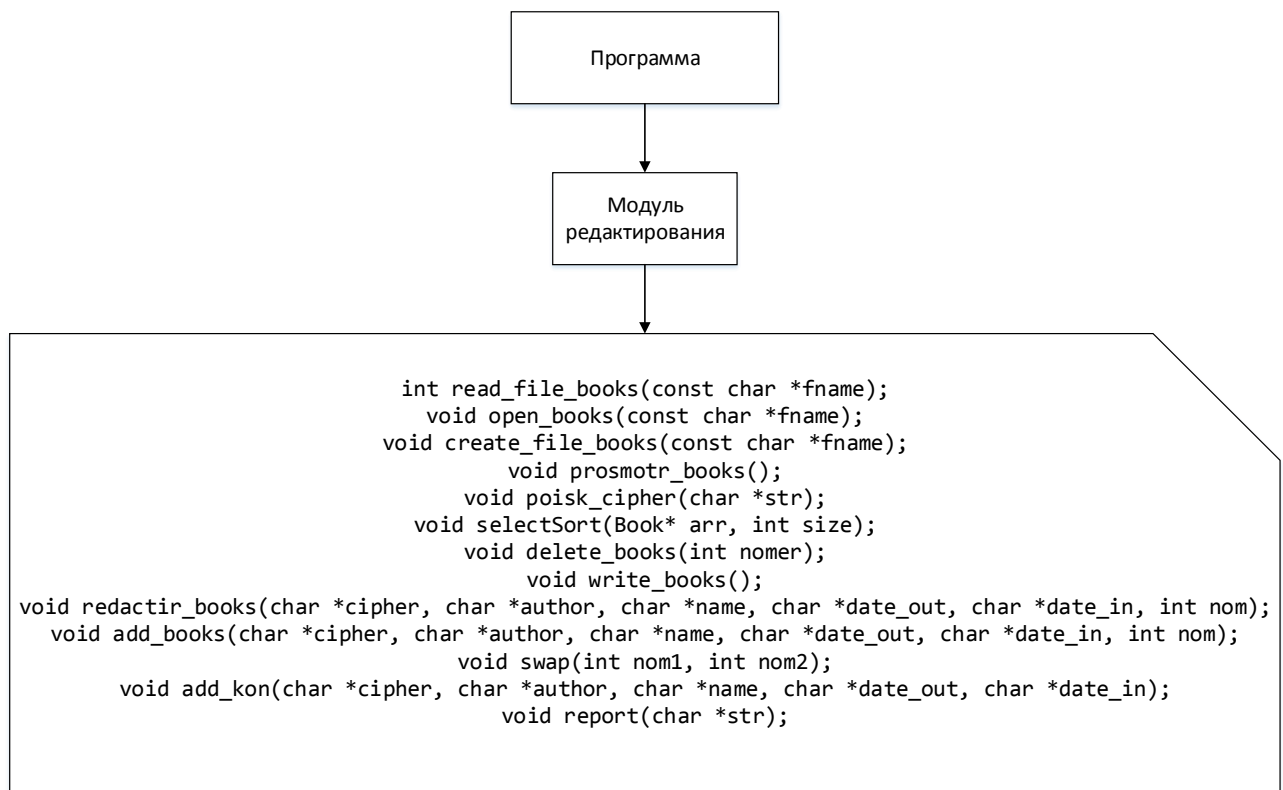 Программа
Модуль
редактирования
int read_file_books(const char *fname);
void open_books(const char *fname);
void create_file_books(const char *fname);
void prosmotr_books();
void poisk_cipher(char *str);
void selectSort(Book* arr, int size);
void delete_books(int nomer);
void write_books();
void redactir_books(char *cipher, char *author, char *name, char *date_out, char *date_in, int nom);
void add_books(char *cipher, char *author, char *name, char *date_out, char *date_in, int nom);
void swap(int nom1, int nom2);
void add_kon(char *cipher, char *author, char *name, char *date_out, char *date_in);
void report(char *str);